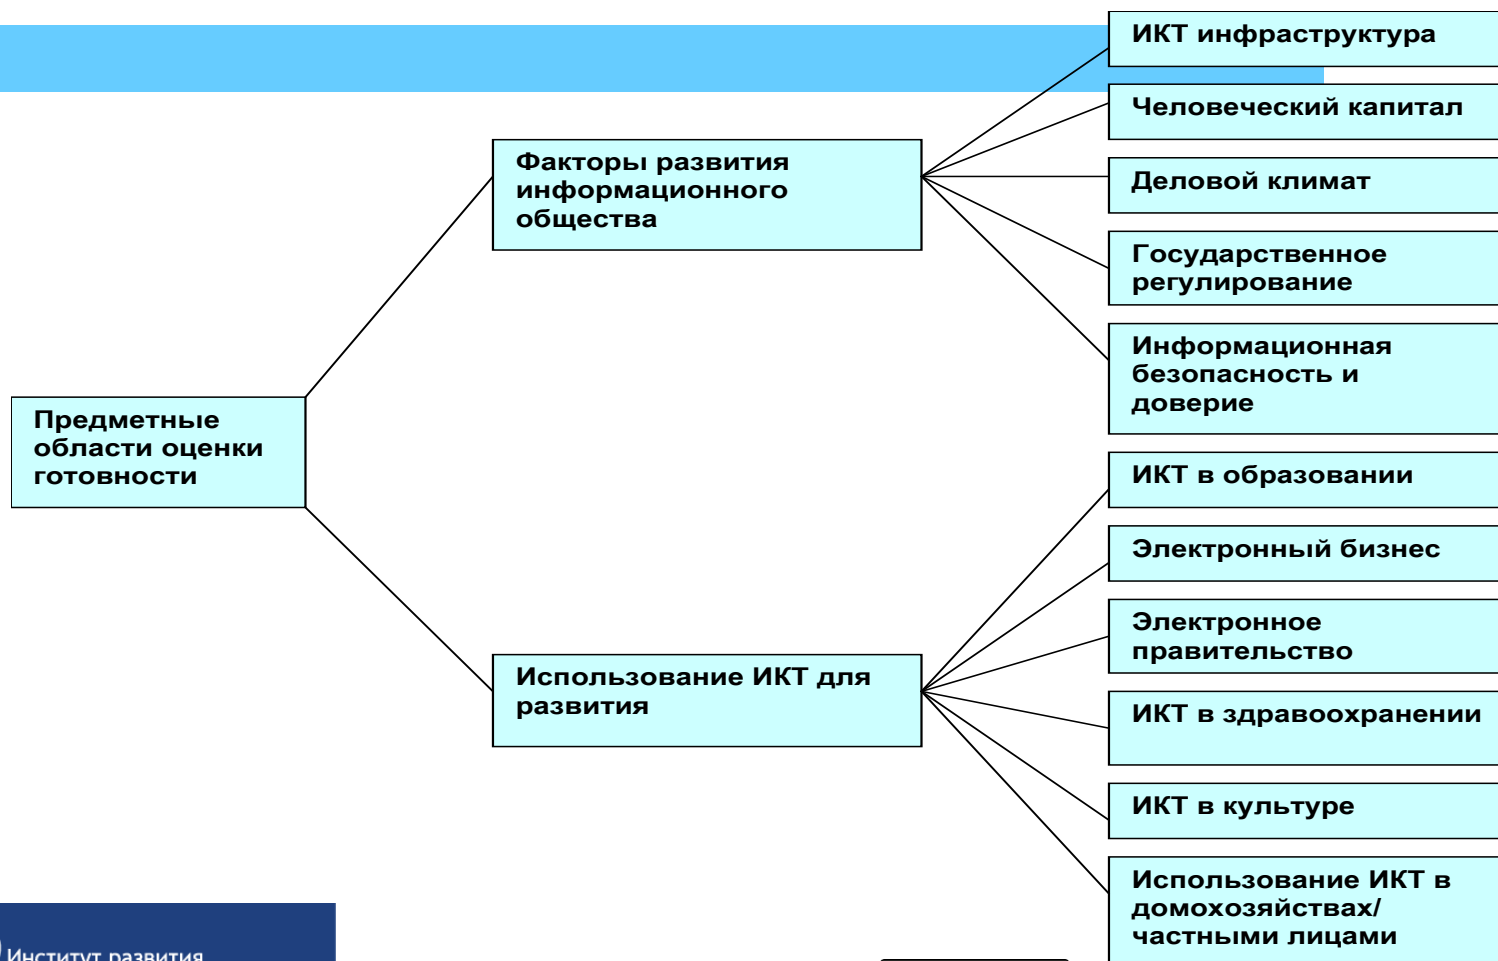 ИКТ инфраструктура
Человеческий капитал
Факторы развития
информационного
общества
Деловой климат
Государственное
регулирование
Информационная
безопасность и
доверие
Предметные
области оценки
готовности
ИКТ в образовании
Электронный бизнес
Электронное
правительство
Использование ИКТ для
развития
ИКТ в здравоохранении
ИКТ в культуре
Использование ИКТ в
домохозяйствах/
частными лицами
Институт развития